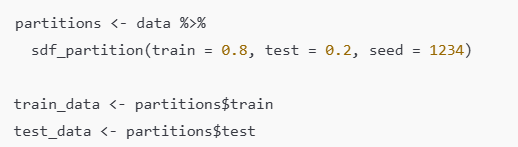 partitions <- data %>%
  sdf_partition(train = 0.8, test = 0.2, seed = 1234)
train_data <- partitions$train
test_data <- partitions$test